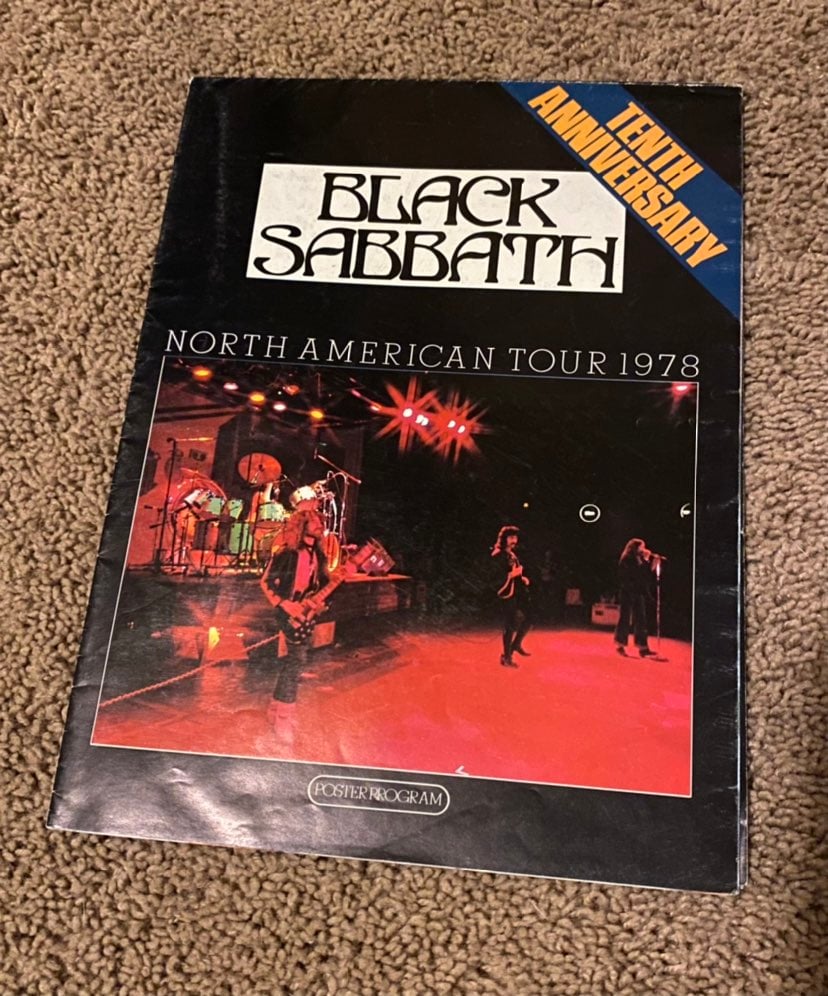 TENTH
ANNIVERSARY
BLACK
SABBATH
NORTH AMERICAN TOUR 1978
POSTER PROGRAM